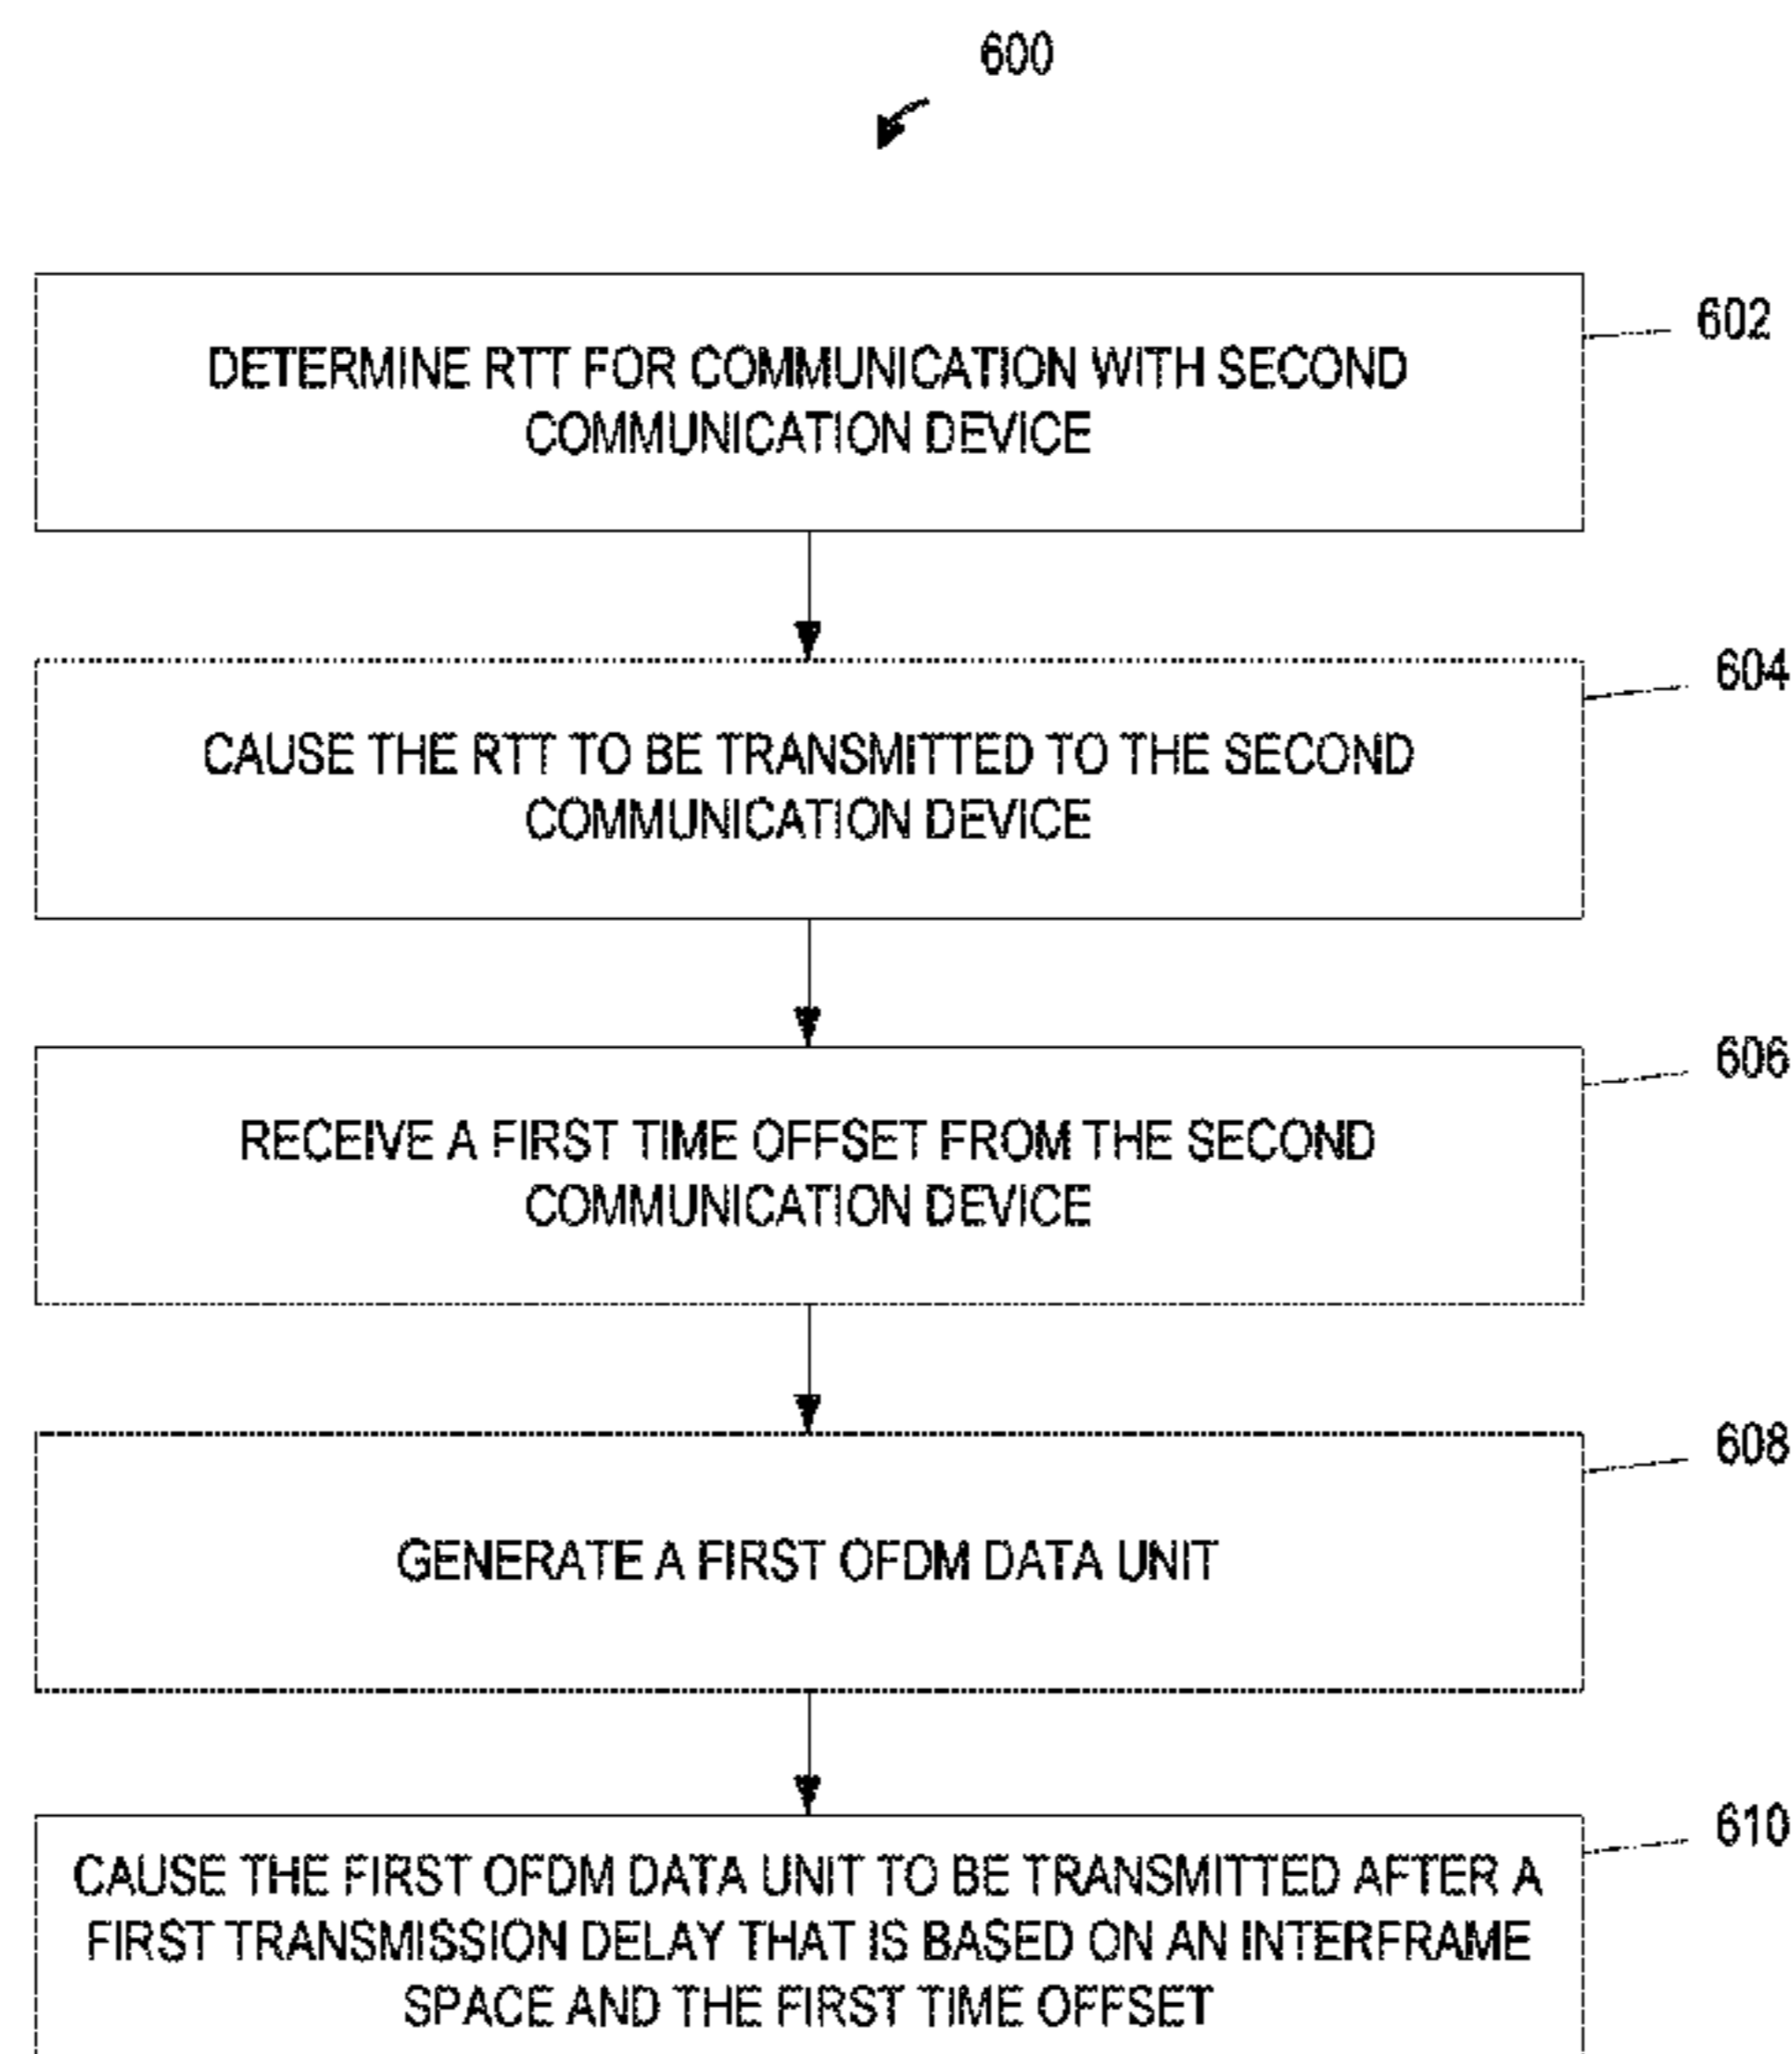 600
602
DETERMINE RTT FOR COMMUNICATION WITH SECOND
COMMUNICATION DEVICE
604
CAUSE THE RTT TO BE TRANSMITTED TO THE SECOND
COMMUNICATION DEVICE
606
RECEIVE A FIRST TIME OFFSET FROM THE SECOND
COMMUNICATION DEVICE
608
GENERATE A FIRST OFDM DATA UNIT
610
CAUSE THE FIRST OFDM DATA UNIT TO BE TRANSMITTED AFTER A
FIRST TRANSMISSION DELAY THAT IS BASED ON AN INTERFRAME
SPACE AND THE FIRST TIME OFFSET